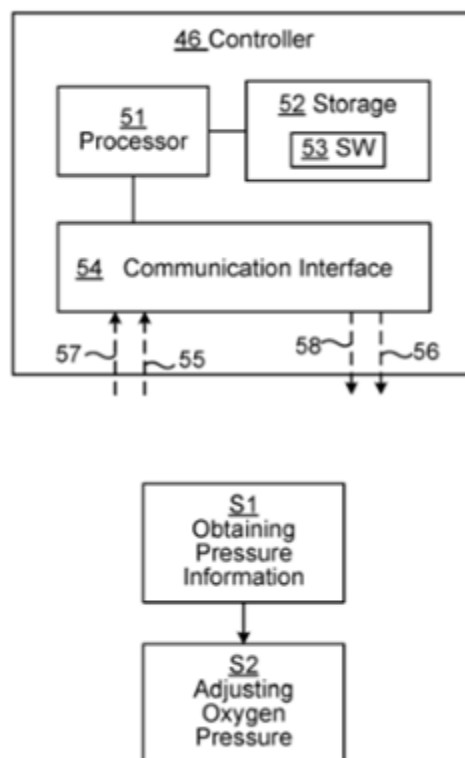 46 Controller
51
Processor
52 Storage
53 SW
54 Communication Interface
57
55
58
56
S1
Obtaining
Pressure
Information
S2
Adjusting
Oxygen
Pressure